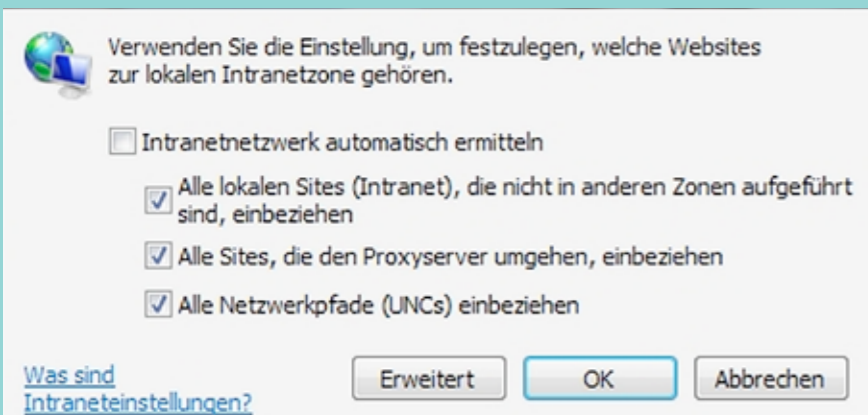 Verwenden Sie die Einstellung, um festzulegen, welche Websites
zur lokalen Intranetzone gehören.
Intranetnetzwerk automatisch ermitteln
Alle lokalen Sites (Intranet), die nicht in anderen Zonen aufgeführt
sind, einbeziehen
Alle Sites, die den Proxyserver umgehen, einbeziehen
Alle Netzwerkpfade (UNCs) einbeziehen
Was sind
Intraneteinstellungen?
Erweitert
OK
Abbrechen